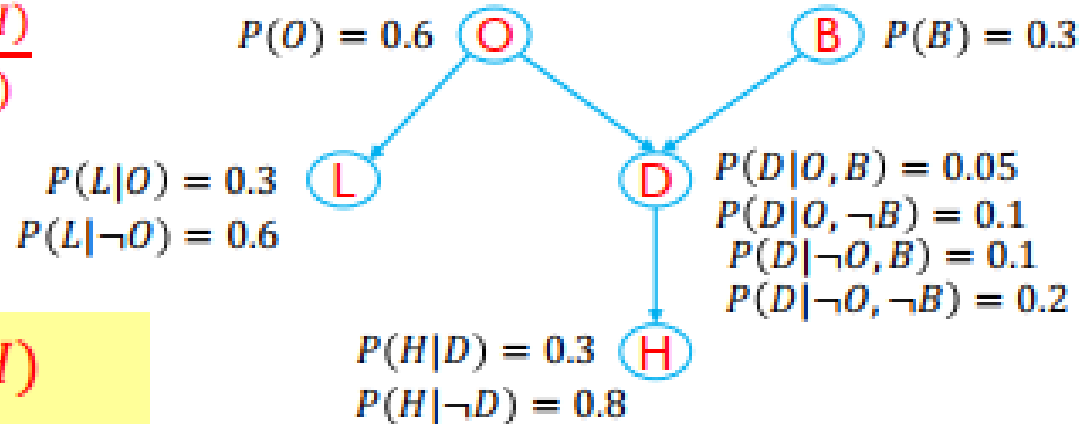 H)
)
P(O) = 0.6
O
B
P(B) = 0.3
P(L|O) = 0.3
P(L|¬O) = 0.6
L
D
P(D|O, B) = 0.05
P(D|O, ¬B) = 0.1
P(D|¬O, B) = 0.1
P(D|¬O, ¬B) = 0.2
H)
P(H|D) = 0.3
P(H|¬D) = 0.8
H